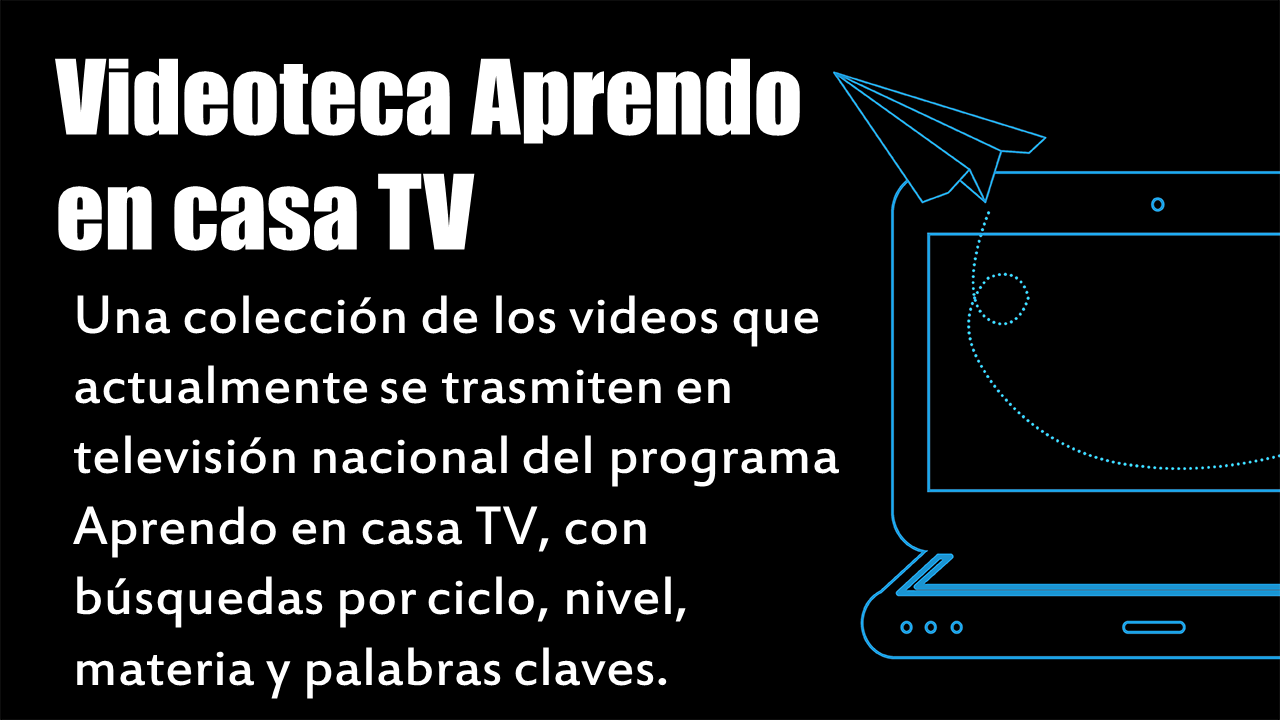 Videoteca Aprendo
en casa TV
Una colección de los videos que
actualmente se trasmiten en
televisión nacional del programa
Aprendo en casa TV, con
búsquedas por ciclo, nivel,
materia y palabras claves.